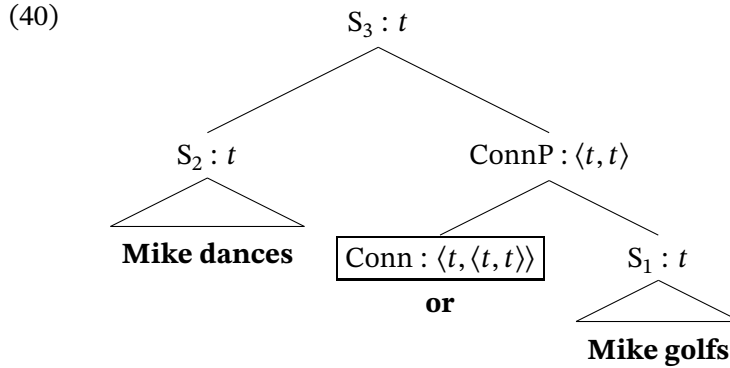 (40)
S₃ : t
S₂ : t ConnP : ⟨t, t⟩
Mike dances Conn : ⟨t, ⟨t, t⟩⟩ S₁ : t
or
Mike golfs